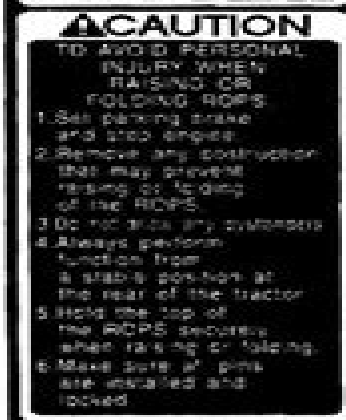 ⚠CAUTION
TO AVOID PERSONAL
INJURY WHEN
RAISING OR
FOLDING ROPS
1.Set parking brake
and stop engine.
2.Remove any obstruction
that may prevent
raising or folding
of the ROPS.
3.Do not any
4.Always perform
function from
a stable position at
the rear of the tractor
5.Hold the top of
the ROPS securely
when raising or folding.
6.Make sure all pins
are installed and
locked